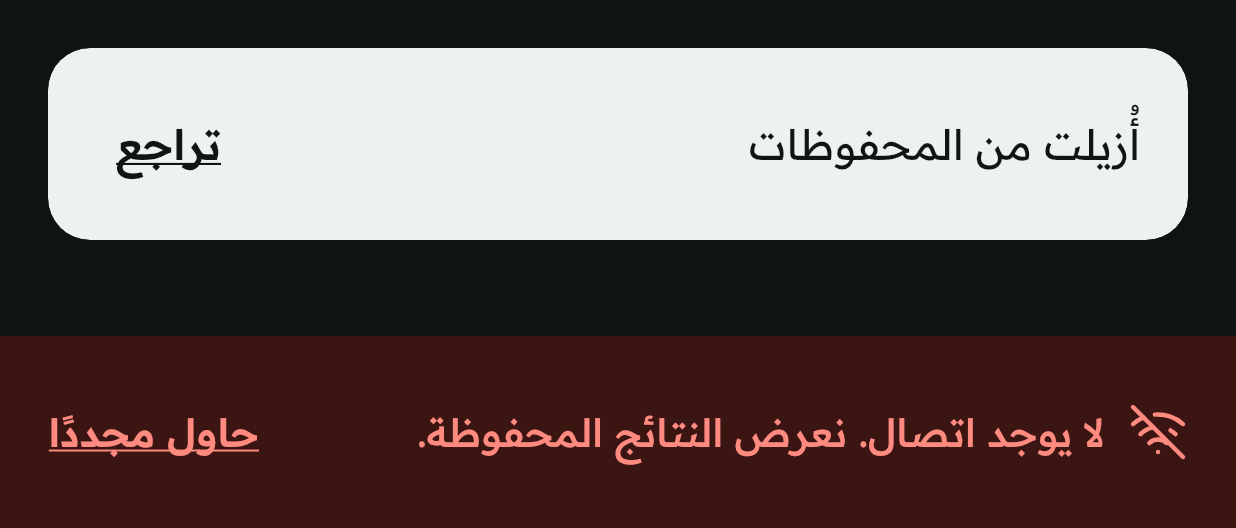 أُزيلت من المحفوظات
تراجع
لا يوجد اتصال. نعرض النتائج المحفوظة.
حاول مجددًا